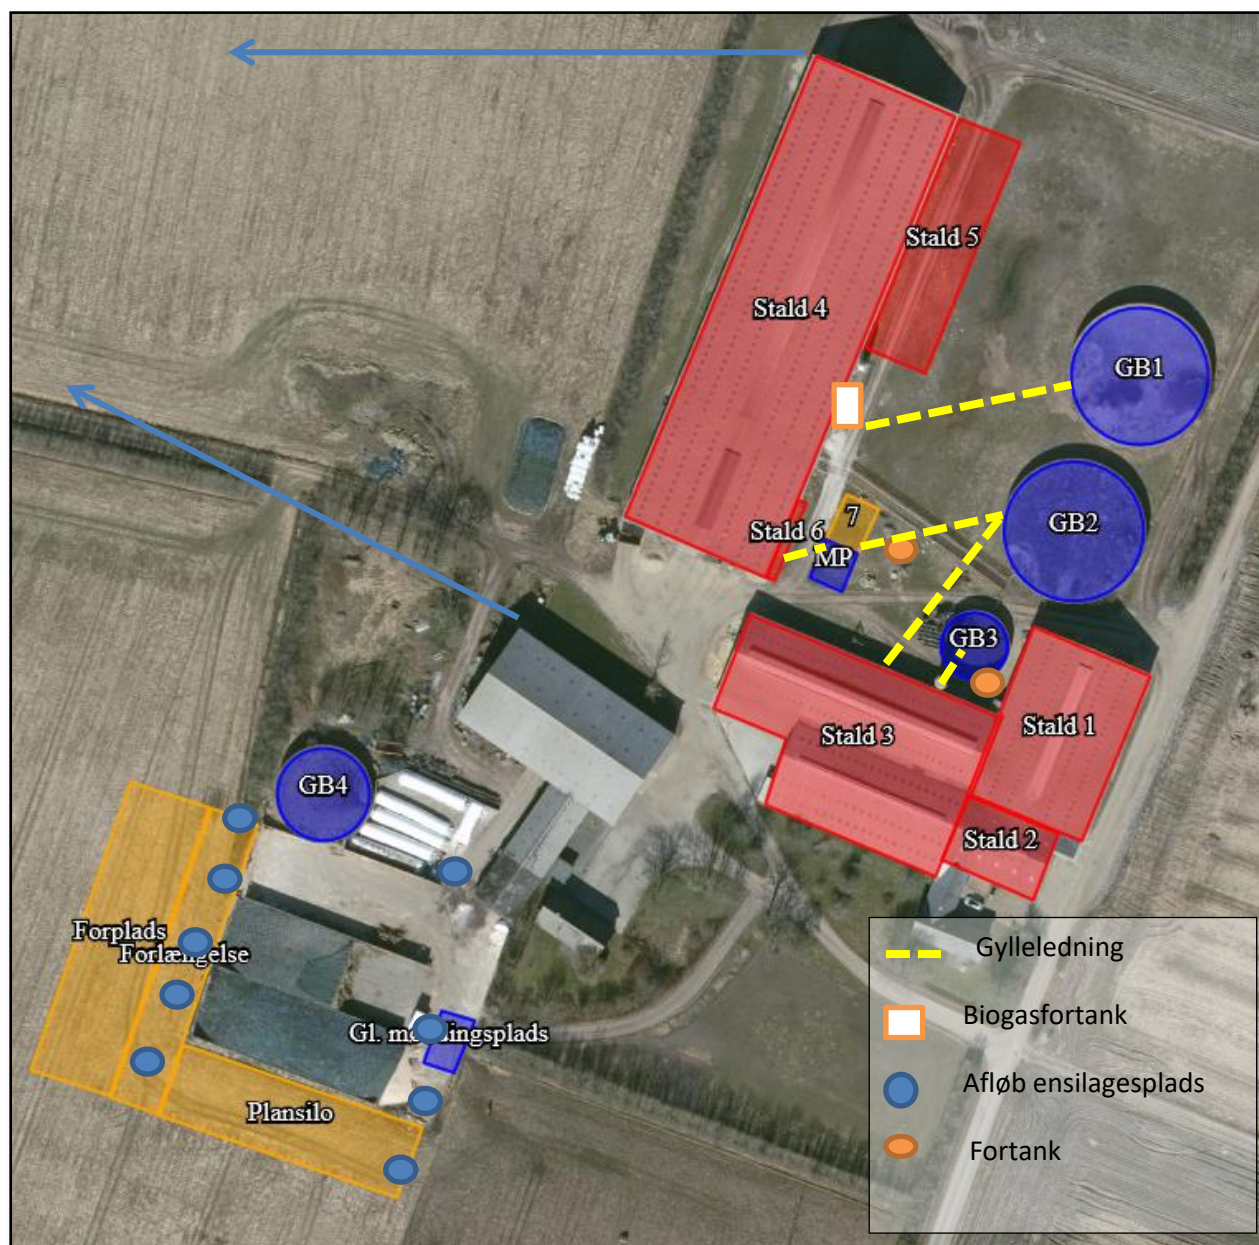 Stald 5
Stald 4
GB1
7
GB2
Stald 6
MP
GB3
Stald 1
Stald 3
GB4
Stald 2
Forplads
Forlængelse
Gl. møddingsplads
Plansilo
Gylleledning
Biogasfortank
Afløb ensilagesplads
Fortank